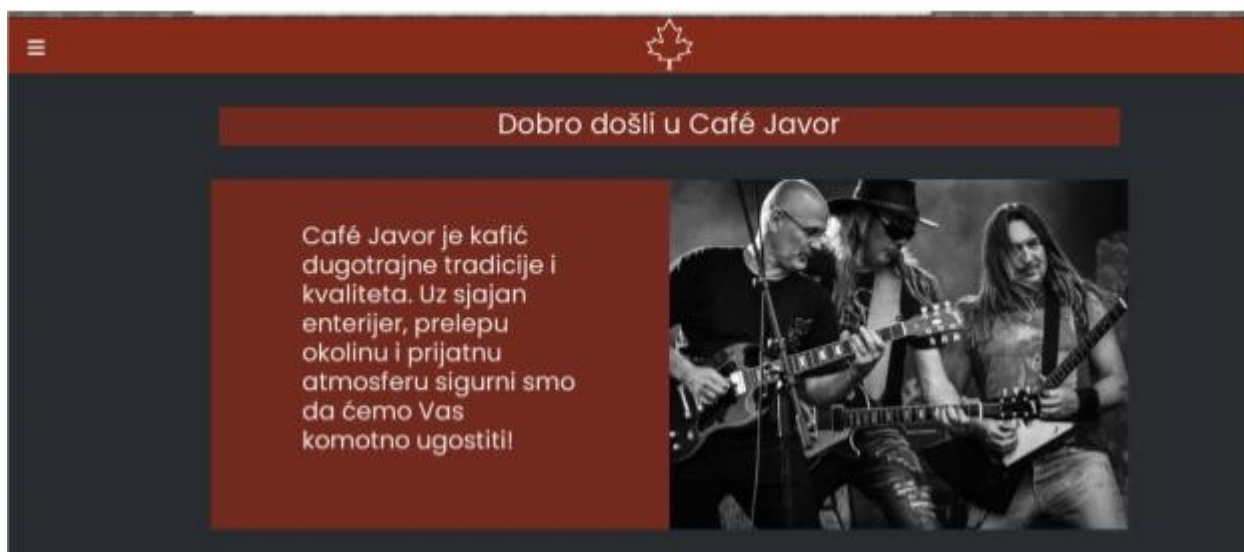 Dobro došli u Café Javor
Café Javor je kafić
dugotrajne tradicije i
kvaliteta. Uz sjajan
enterijer, prelepu
okolinu i prijatnu
atmosferu sigurni smo
da ćemo Vas
komotno ugostiti!